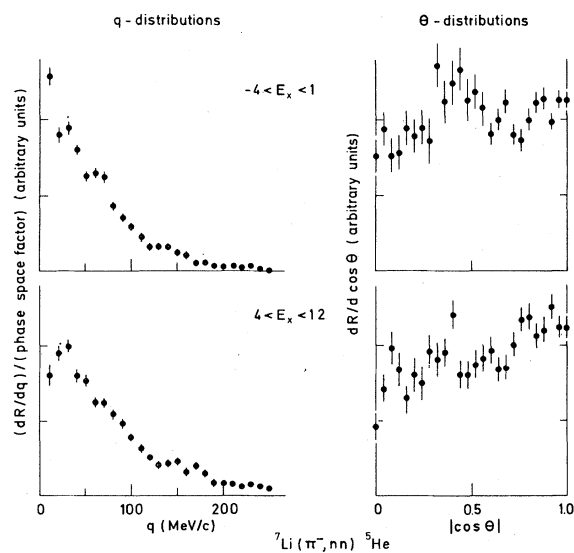 q - distributions
θ - distributions
(dR/dq)/(phase space factor) (arbitrary units)
-4 < Eₓ < 1
4 < Eₓ < 12
0
100
200
q (MeV/c)
dR/d cos θ (arbitrary units)
0
0.5
1.0
|cos θ|
⁷Li (π⁻, nn) ⁵He